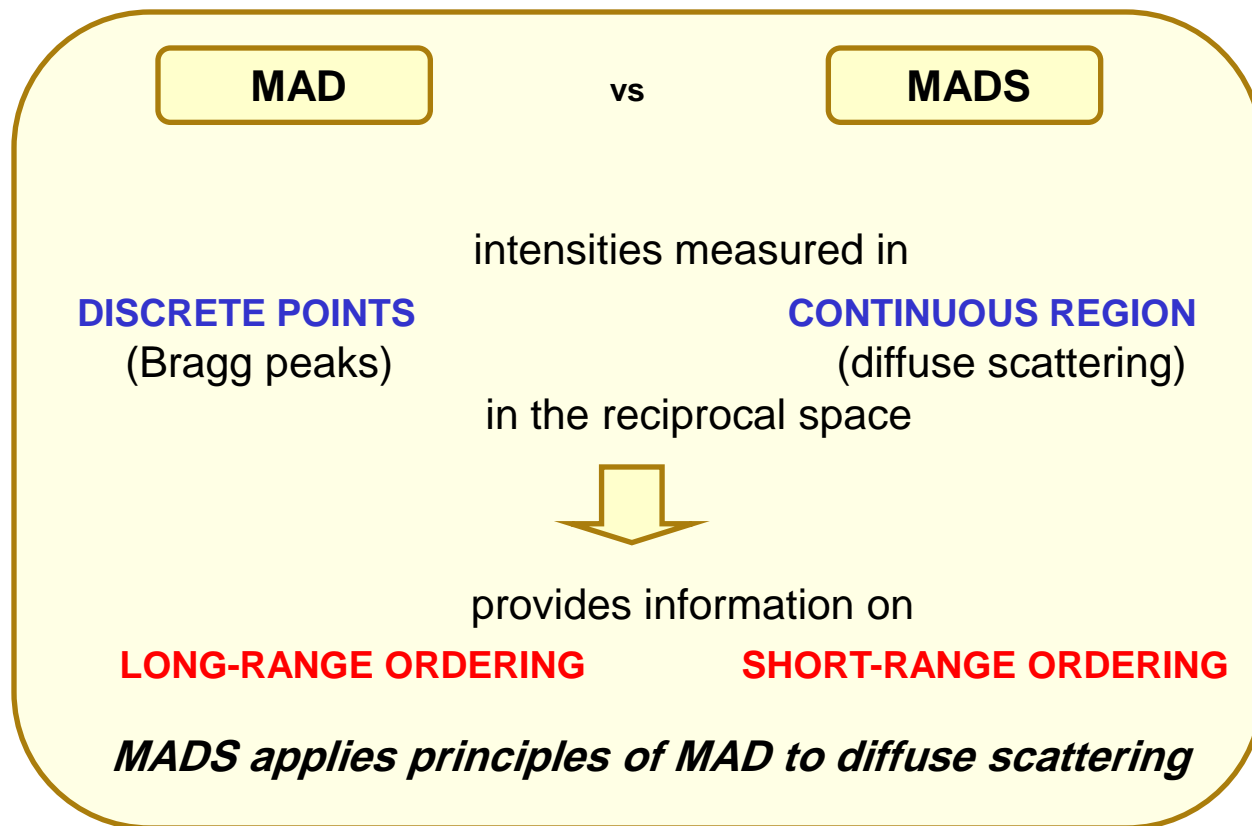 MAD vs MADS
intensities measured in
DISCRETE POINTS CONTINUOUS REGION
(Bragg peaks) (diffuse scattering)
in the reciprocal space
provides information on
LONG-RANGE ORDERING SHORT-RANGE ORDERING
MADS applies principles of MAD to diffuse scattering